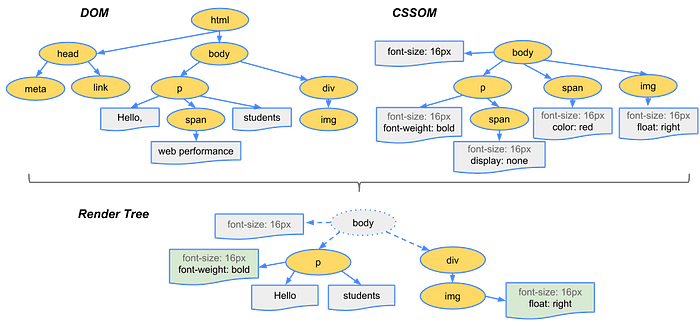 DOM
html
head
body
meta
link
p
div
Hello,
span
students
img
web performance
CSSOM
font-size: 16px
body
p
span
img
font-size: 16px
font-weight: bold
span
font-size: 16px
color: red
font-size: 16px
float: right
font-size: 16px
display: none
Render Tree
font-size: 16px
body
font-size: 16px
font-weight: bold
p
div
Hello
students
img
font-size: 16px
float: right